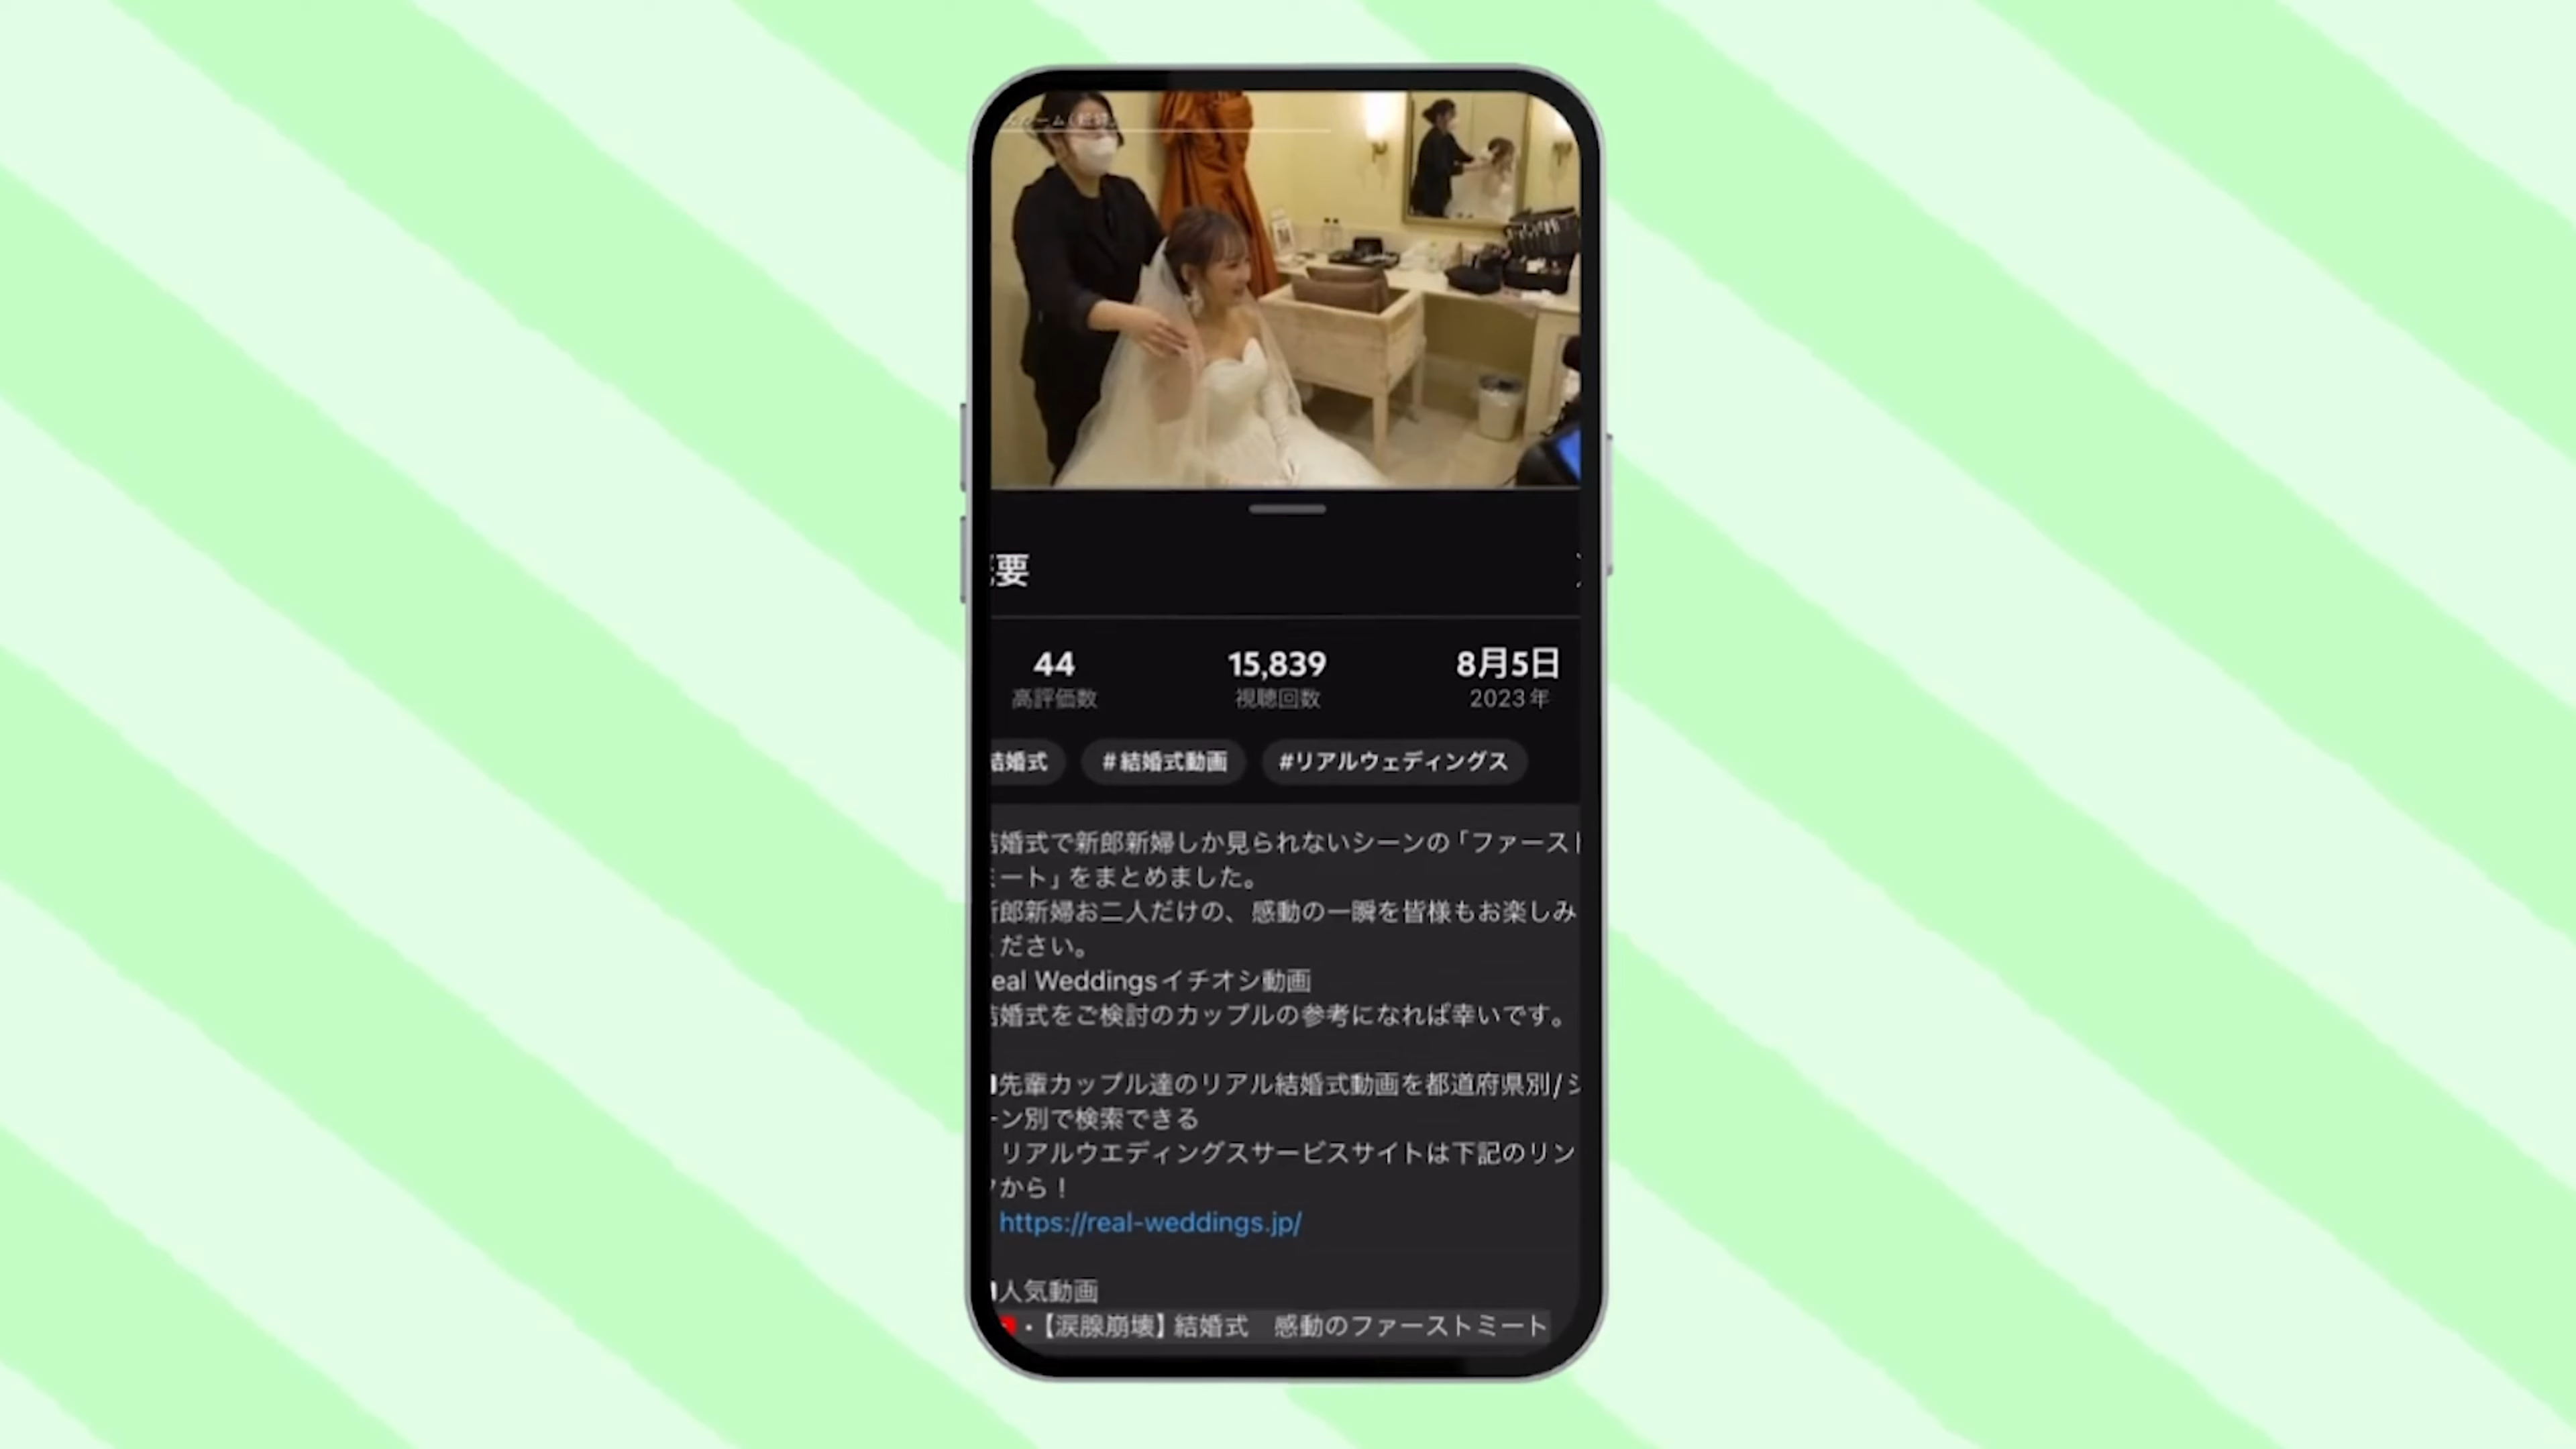 要
44 15,839 8月5日
高評価数 視聴回数 2023年
結婚式 #結婚式動画 #リアルウェディングス
結婚式で新郎新婦しか見られないシーンの「ファースト
ート」をまとめました。
新郎新婦お二人だけの、感動の一瞬を皆様もお楽しみ
ください。
eal Weddingsイチオシ動画
結婚式をご検討のカップルの参考になれば幸いです。
先輩カップル達のリアル結婚式動画を都道府県別/シ
ーン別で検索できる
リアルウエディングスサービスサイトは下記のリン
クから！
https://real-weddings.jp/
人気動画
・【涙腺崩壊】結婚式　感動のファーストミート